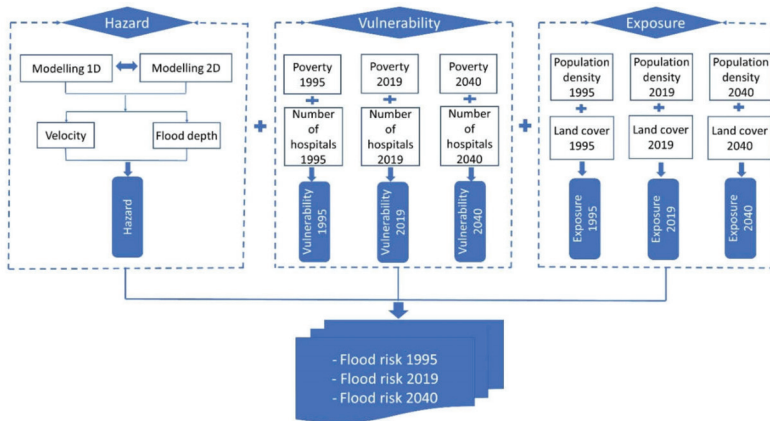 Hazard
Modelling 1D
Modelling 2D
Velocity
Flood depth
Hazard
+
Vulnerability
Poverty
1995
+
Number of
hospitals
1995
Vulnerability
1995
Poverty
2019
+
Number of
hospitals
2019
Vulnerability
2019
Poverty
2040
+
Number of
hospitals
2040
Vulnerability
2040
+
Exposure
Population
density
1995
+
Land cover
1995
Exposure
1995
Population
density
2019
+
Land cover
2019
Exposure
2019
Population
density
2040
+
Land cover
2040
Exposure
2040
- Flood risk 1995
- Flood risk 2019
- Flood risk 2040